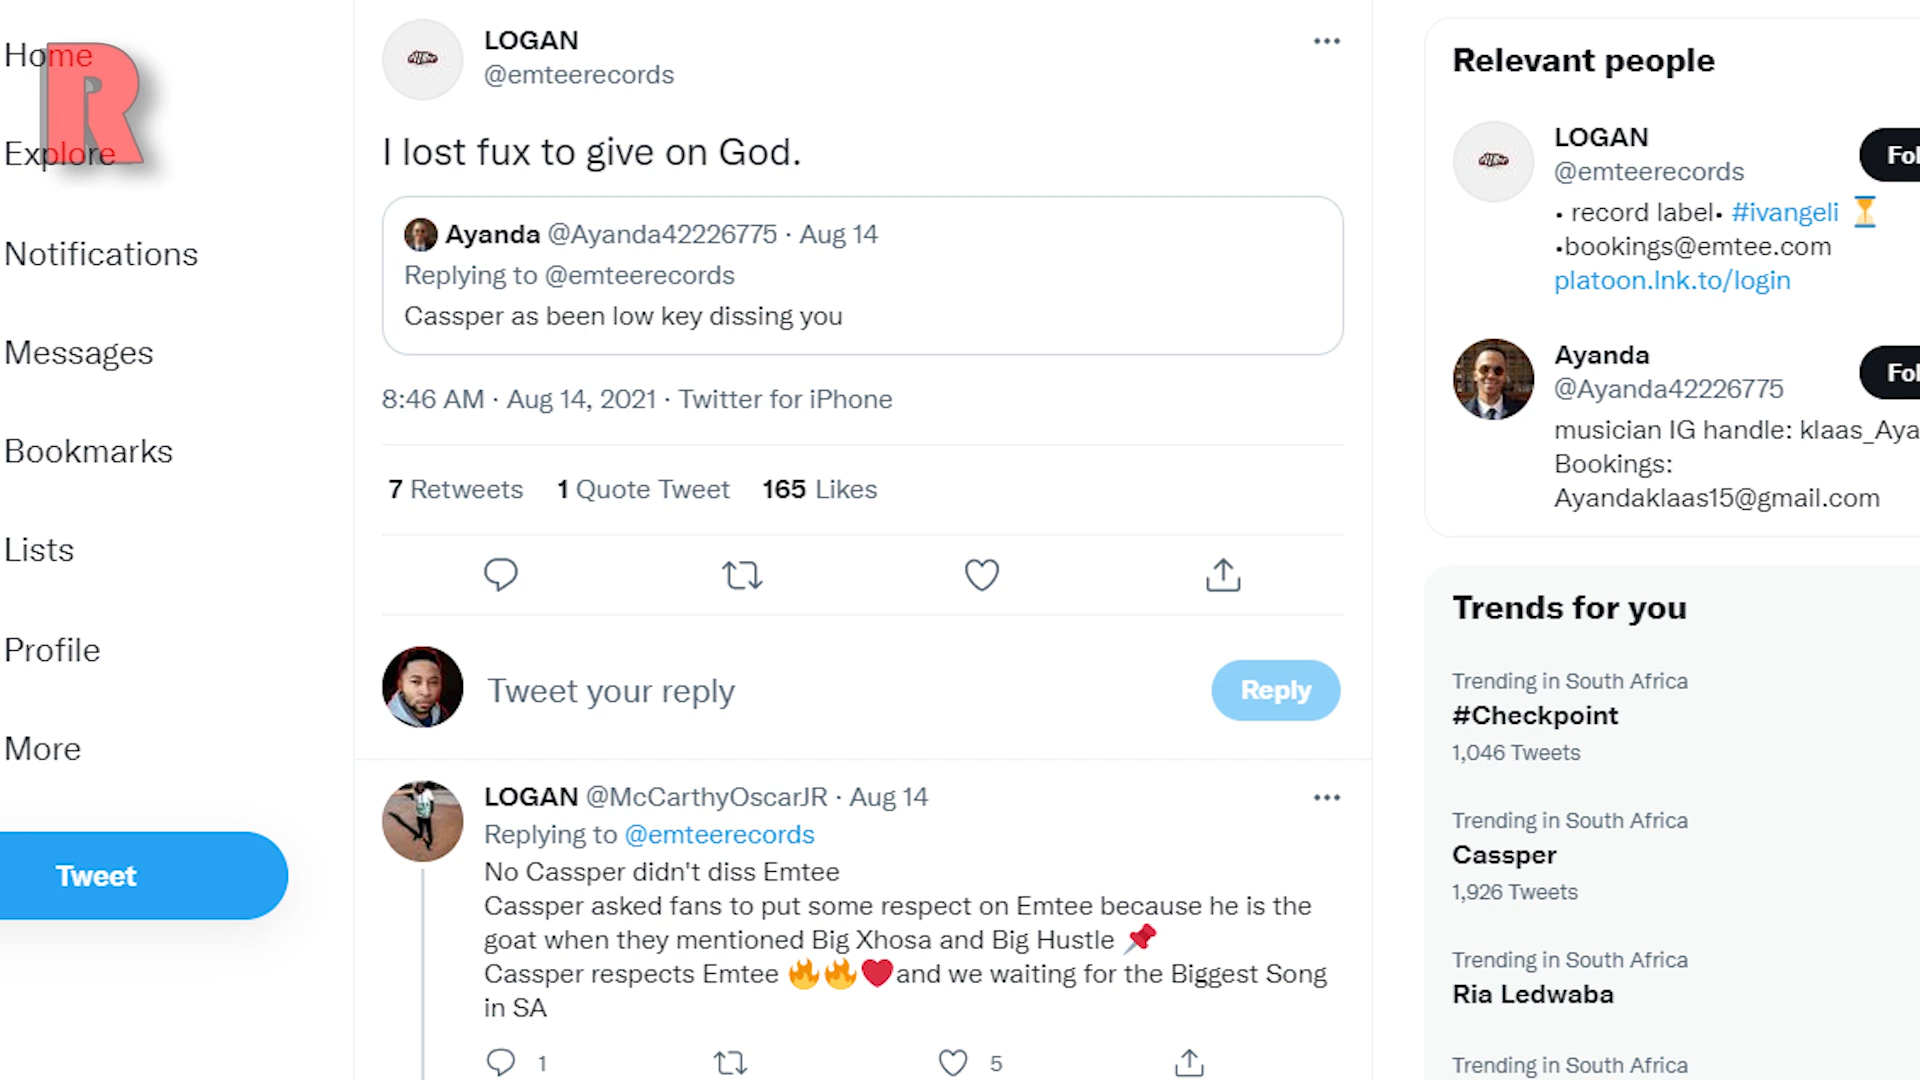 Home
R
Explore
Notifications
Messages
Bookmarks
Lists
Profile
More
Tweet
LOGAN
@emteerecords
I lost fux to give on God.
Ayanda @Ayanda42226775 · Aug 14
Replying to @emteerecords
Cassper as been low key dissing you
8:46 AM · Aug 14, 2021 · Twitter for iPhone
7 Retweets 1 Quote Tweet 165 Likes
Tweet your reply
Reply
LOGAN @McCarthyOscarJR · Aug 14
Replying to @emteerecords
No Cassper didn't diss Emtee
Cassper asked fans to put some respect on Emtee because he is the
goat when they mentioned Big Xhosa and Big Hustle 📌
Cassper respects Emtee 🔥🔥❤️and we waiting for the Biggest Song
in SA
1 5
Relevant people
LOGAN
@emteerecords
Fol
• record label• #ivangeli ⏳
•bookings@emtee.com
platoon.lnk.to/login
Ayanda
@Ayanda42226775
Fol
musician IG handle: klaas_Aya
Bookings:
Ayandaklaas15@gmail.com
Trends for you
Trending in South Africa
#Checkpoint
1,046 Tweets
Trending in South Africa
Cassper
1,926 Tweets
Trending in South Africa
Ria Ledwaba
Trending in South Africa